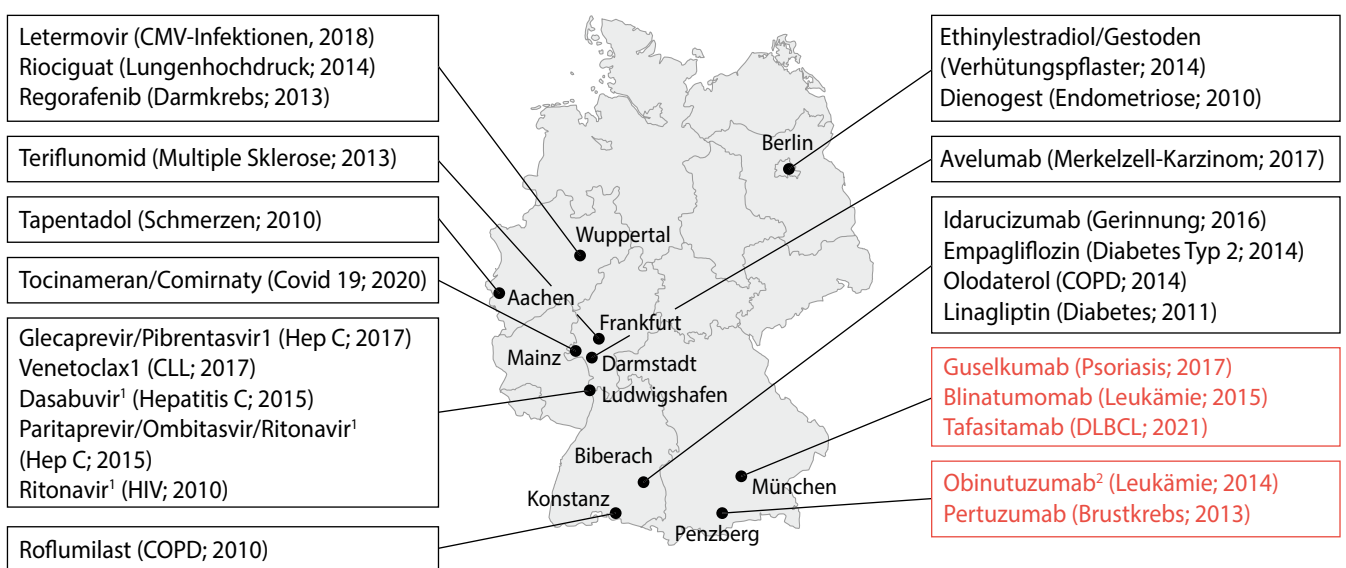 Letermovir (CMV-Infektionen, 2018)
Riociguat (Lungenhochdruck; 2014)
Regorafenib (Darmkrebs; 2013)
Teriflunomid (Multiple Sklerose; 2013)
Tapentadol (Schmerzen; 2010)
Tocinameran/Comirnaty (Covid 19; 2020)
Glecaprevir/Pibrentasvir1 (Hep C; 2017)
Venetoclax1 (CLL; 2017)
Dasabuvir¹ (Hepatitis C; 2015)
Paritaprevir/Ombitasvir/Ritonavir¹
(Hep C; 2015)
Ritonavir¹ (HIV; 2010)
Roflumilast (COPD; 2010)
Berlin
Wuppertal
Aachen
Frankfurt
Mainz
Darmstadt
Ludwigshafen
Biberach
München
Konstanz
Penzberg
Ethinylestradiol/Gestoden
(Verhütungspflaster; 2014)
Dienogest (Endometriose; 2010)
Avelumab (Merkelzell-Karzinom; 2017)
Idarucizumab (Gerinnung; 2016)
Empagliflozin (Diabetes Typ 2; 2014)
Olodaterol (COPD; 2014)
Linagliptin (Diabetes; 2011)
Guselkumab (Psoriasis; 2017)
Blinatumomab (Leukämie; 2015)
Tafasitamab (DLBCL; 2021)
Obinutuzumab² (Leukämie; 2014)
Pertuzumab (Brustkrebs; 2013)